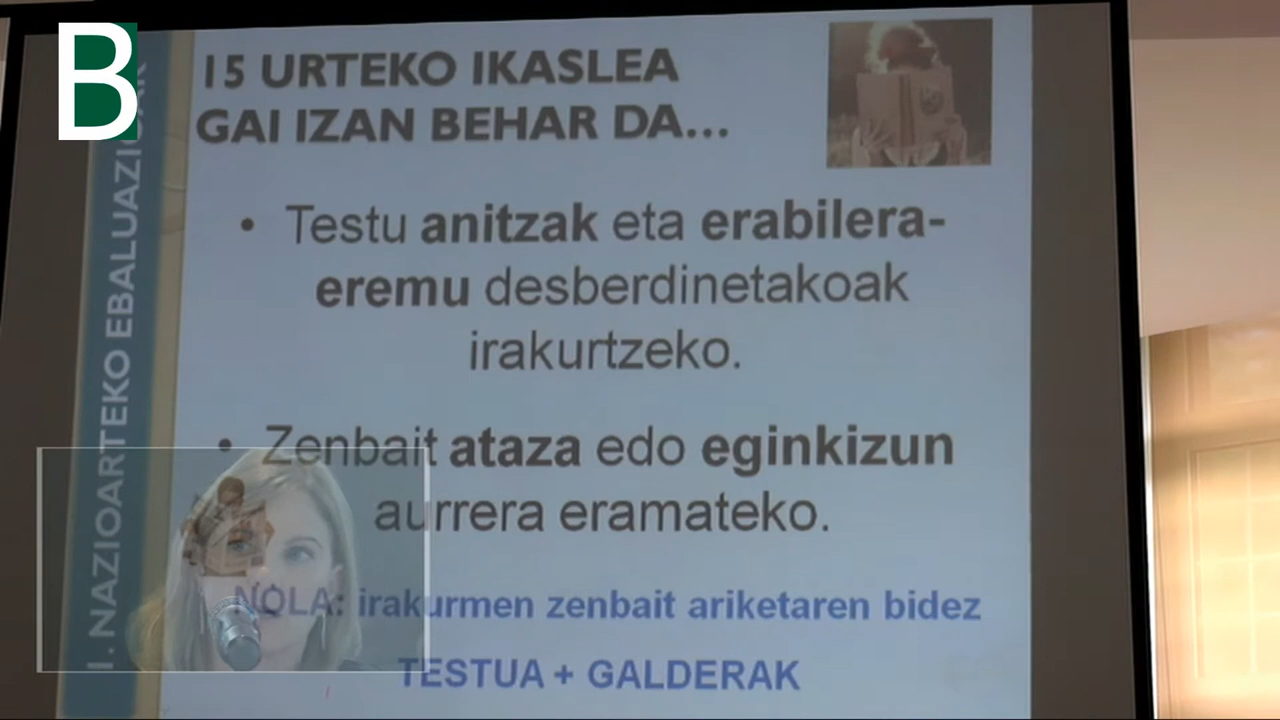 B
15 URTEKO IKASLEA
GAI IZAN BEHAR DA...
• Testu anitzak eta erabilera-
eremu desberdinetakoak
irakurtzeko.
• Zenbait ataza edo eginkizun
aurrera eramateko.
NOLA: irakurmen zenbait ariketaren bidez
TESTUA + GALDERAK
I. NAZIOARTEKO EBALUAZIOAK